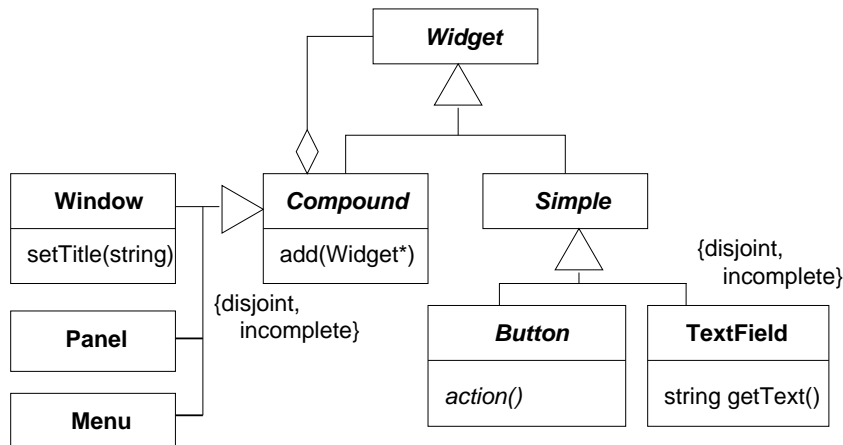 Widget
Window
setTitle(string)
Compound
add(Widget*)
Simple
{disjoint,
incomplete}
{disjoint,
incomplete}
Panel
Menu
Button
action()
TextField
string getText()